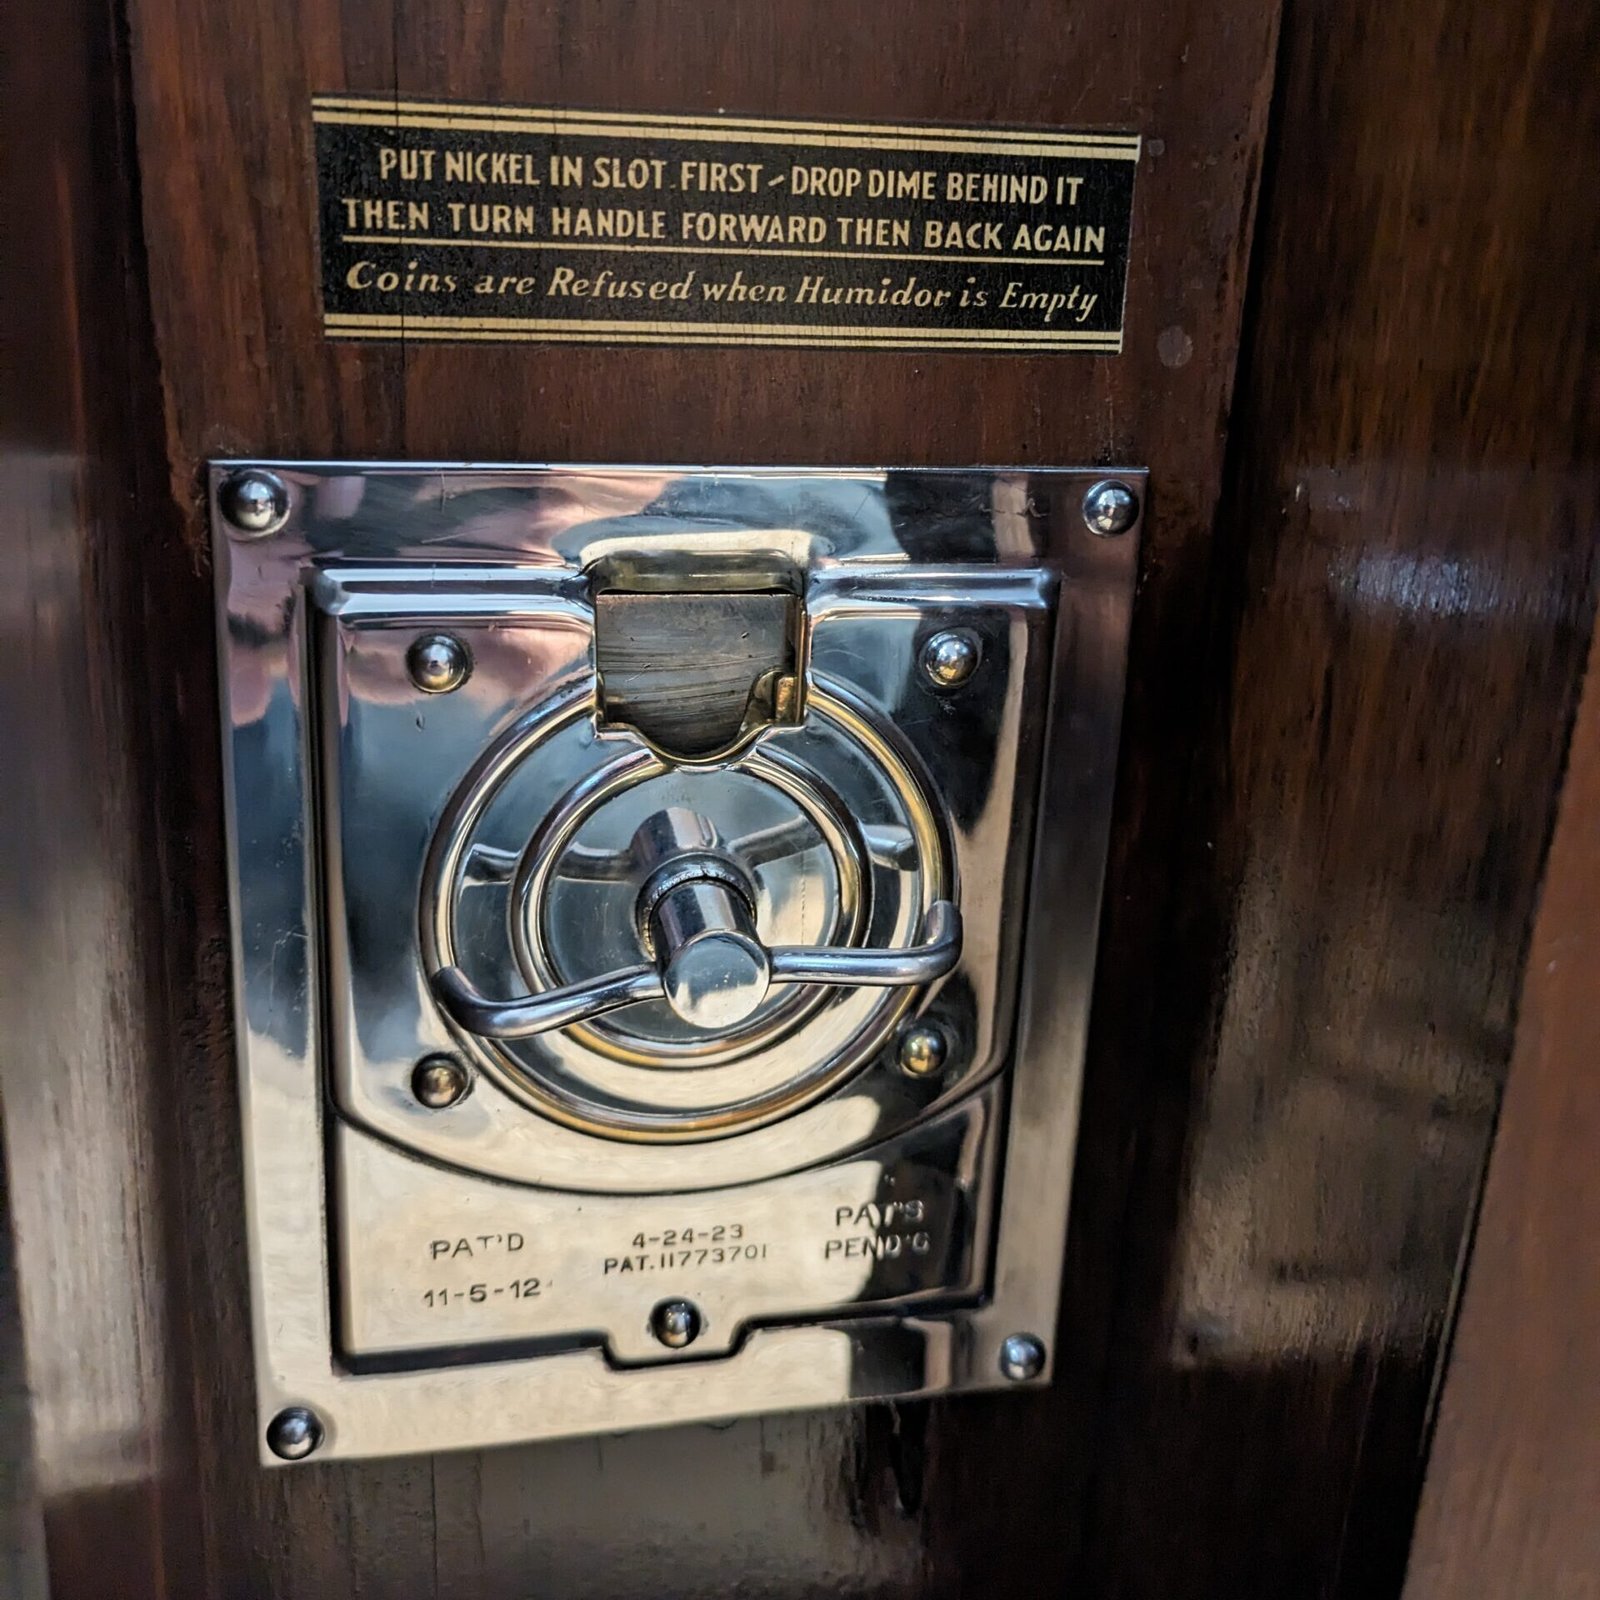 PUT NICKEL IN SLOT FIRST - DROP DIME BEHIND IT
THEN TURN HANDLE FORWARD THEN BACK AGAIN
Coins are Refused when Humidor is Empty
PAT'D
11-5-12
4-24-23
PAT. 11773701
PAT'S
PEND'G